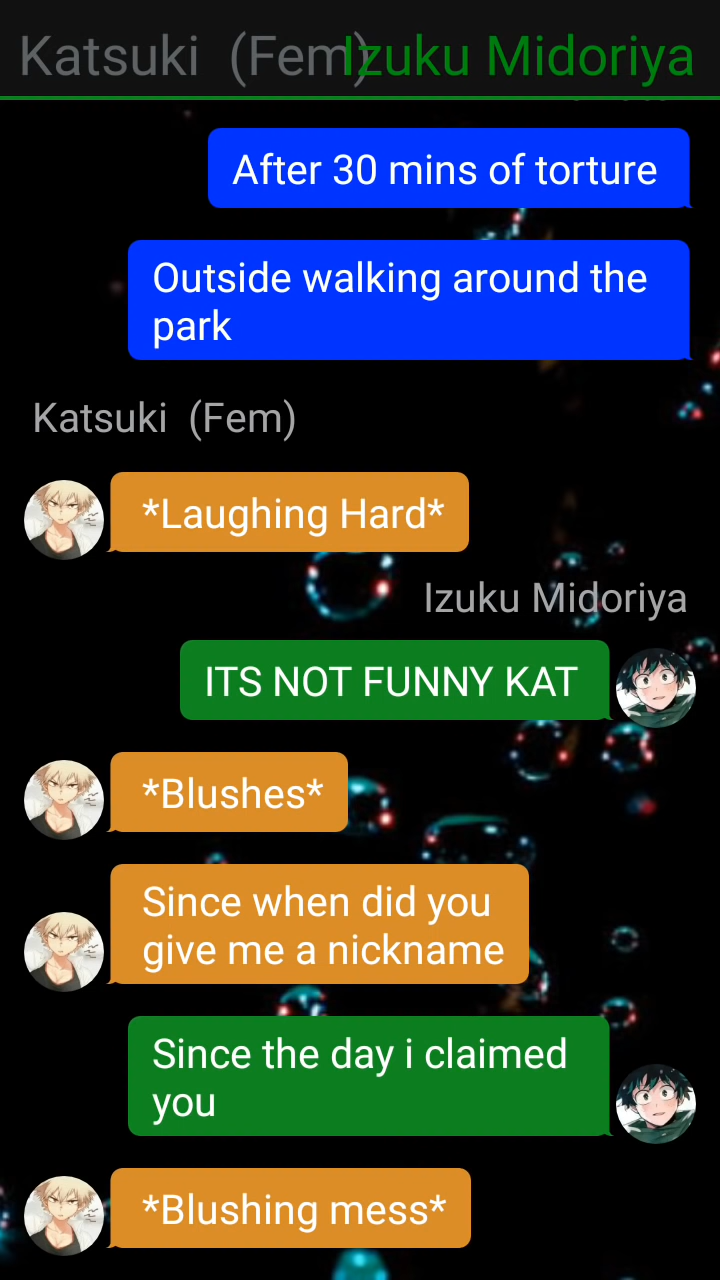 Katsuki (Fem)
Izuku Midoriya
After 30 mins of torture
Outside walking around the
park
Katsuki (Fem)
*Laughing Hard*
Izuku Midoriya
ITS NOT FUNNY KAT
*Blushes*
Since when did you
give me a nickname
Since the day i claimed
you
*Blushing mess*